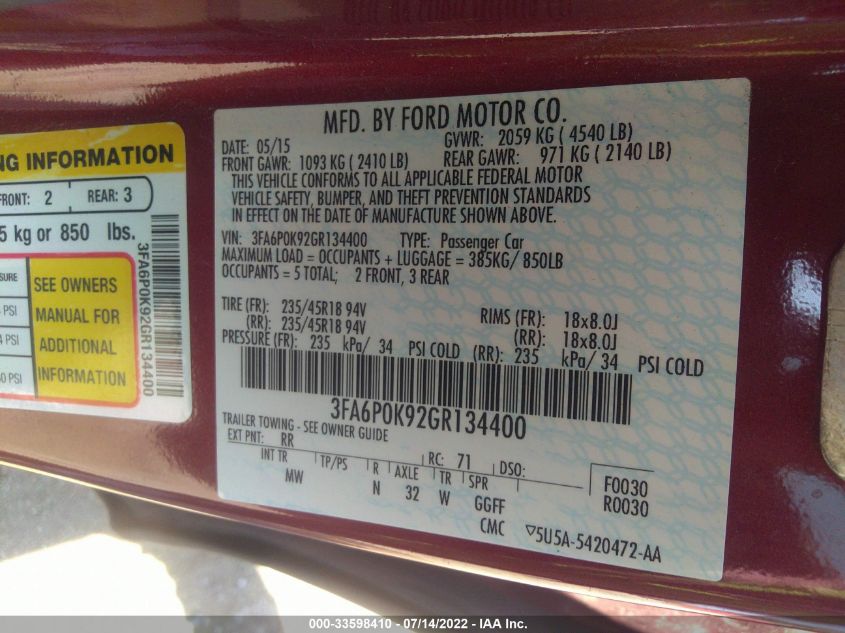 NG INFORMATION
FRONT: 2 REAR: 3
5 kg or 850 lbs.
SURE
PSI
PSI
PSI
SEE OWNERS
MANUAL FOR
ADDITIONAL
INFORMATION
3FA6P0K92GR134400
MFD. BY FORD MOTOR CO.
DATE: 05/15 GVWR: 2059 KG ( 4540 LB)
FRONT GAWR: 1093 KG ( 2410 LB) REAR GAWR: 971 KG ( 2140 LB)
THIS VEHICLE CONFORMS TO ALL APPLICABLE FEDERAL MOTOR
VEHICLE SAFETY, BUMPER, AND THEFT PREVENTION STANDARDS
IN EFFECT ON THE DATE OF MANUFACTURE SHOWN ABOVE.
VIN: 3FA6P0K92GR134400 TYPE: Passenger Car
MAXIMUM LOAD = OCCUPANTS + LUGGAGE = 385KG/ 850LB
OCCUPANTS = 5 TOTAL; 2 FRONT, 3 REAR
TIRE (FR): 235/45R18 94V RIMS (FR): 18x8.0J
(RR): 235/45R18 94V (RR): 18x8.0J
PRESSURE (FR): 235 kPa/ 34 PSI COLD (RR): 235 kPa/ 34 PSI COLD
3FA6P0K92GR134400
TRAILER TOWING - SEE OWNER GUIDE
EXT PNT: RR RC: 71 DSO: F0030
INT TR TP/PS R AXLE TR SPR R0030
MW N 32 W GGFF
CMC ▽5U5A-5420472-AA
000-33598410 - 07/14/2022 - IAA Inc.